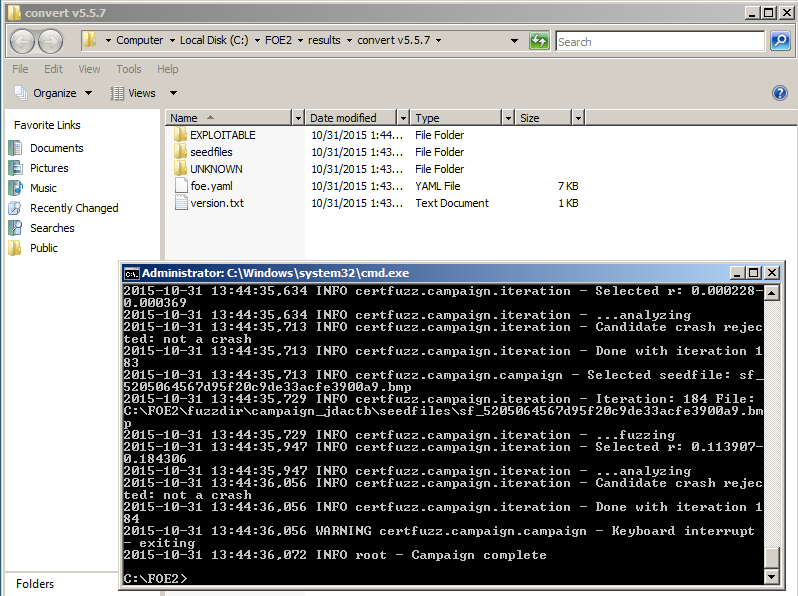 convert v5.5.7
Computer Local Disk (C:) FOE2 results convert v5.5.7
Search
File Edit View Tools Help
Organize Views
Favorite Links
Documents
Pictures
Music
Recently Changed
Searches
Public
Folders
Name Date modified Type Size
EXPLOITABLE 10/31/2015 1:44... File Folder
seedfiles 10/31/2015 1:43... File Folder
UNKNOWN 10/31/2015 1:43... File Folder
foe.yaml 10/31/2015 1:43... YAML File 7 KB
version.txt 10/31/2015 1:43... Text Document 1 KB
C:\. Administrator: C:\Windows\system32\cmd.exe
2015-10-31 13:44:35,634 INFO certfuzz.campaign.iteration - Selected r: 0.000228-
0.000369
2015-10-31 13:44:35,634 INFO certfuzz.campaign.iteration - ...analyzing
2015-10-31 13:44:35,713 INFO certfuzz.campaign.iteration - Candidate crash rejec
ted: not a crash
2015-10-31 13:44:35,713 INFO certfuzz.campaign.iteration - Done with iteration 1
83
2015-10-31 13:44:35,713 INFO certfuzz.campaign.campaign - Selected seedfile: sf_
5205064567d95f20c9de33acfe3900a9.bmp
2015-10-31 13:44:35,729 INFO certfuzz.campaign.iteration - Iteration: 184 File:
C:\FOE2\fuzzdir\campaign_jdactb\seedfiles\sf_5205064567d95f20c9de33acfe3900a9.bm
p
2015-10-31 13:44:35,729 INFO certfuzz.campaign.iteration - ...fuzzing
2015-10-31 13:44:35,947 INFO certfuzz.campaign.iteration - Selected r: 0.113907-
0.184306
2015-10-31 13:44:35,947 INFO certfuzz.campaign.iteration - ...analyzing
2015-10-31 13:44:36,056 INFO certfuzz.campaign.iteration - Candidate crash rejec
ted: not a crash
2015-10-31 13:44:36,056 INFO certfuzz.campaign.iteration - Done with iteration 1
84
2015-10-31 13:44:36,056 WARNING certfuzz.campaign.campaign - Keyboard interrupt
- exiting
2015-10-31 13:44:36,072 INFO root - Campaign complete
C:\FOE2>